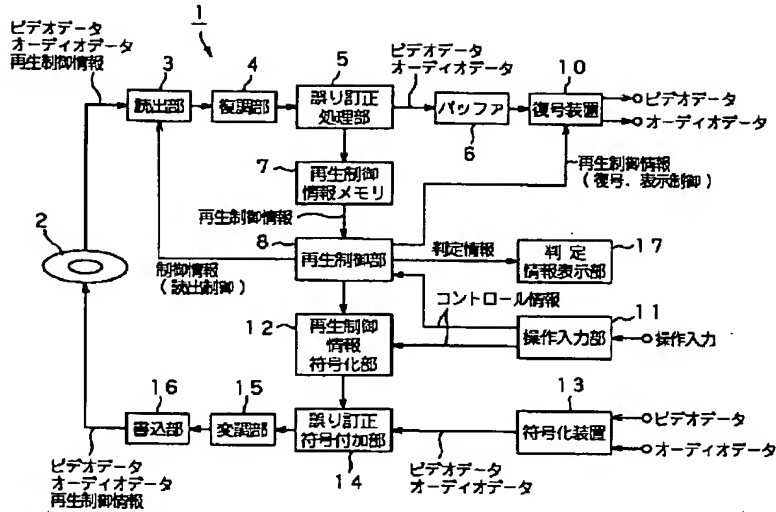 ビデオデータ
オーディオデータ
再生制御情報
1
3
読出部
4
復調部
5
誤り訂正
処理部
ビデオデータ
オーディオデータ
バッファ
6
10
復号装置
ビデオデータ
オーディオデータ
再生制御情報
(復号、表示制御)
7
再生制御
情報メモリ
再生制御情報
2
8
再生制御部
制御情報
(読出制御)
判定情報
判定
情報表示部
17
コントロール情報
12
再生制御
情報
符号化部
11
操作入力部
操作入力
16
書込部
15
変調部
誤り訂正
符号付加部
14
13
符号化装置
ビデオデータ
オーディオデータ
ビデオデータ
オーディオデータ
ビデオデータ
オーディオデータ
再生制御情報